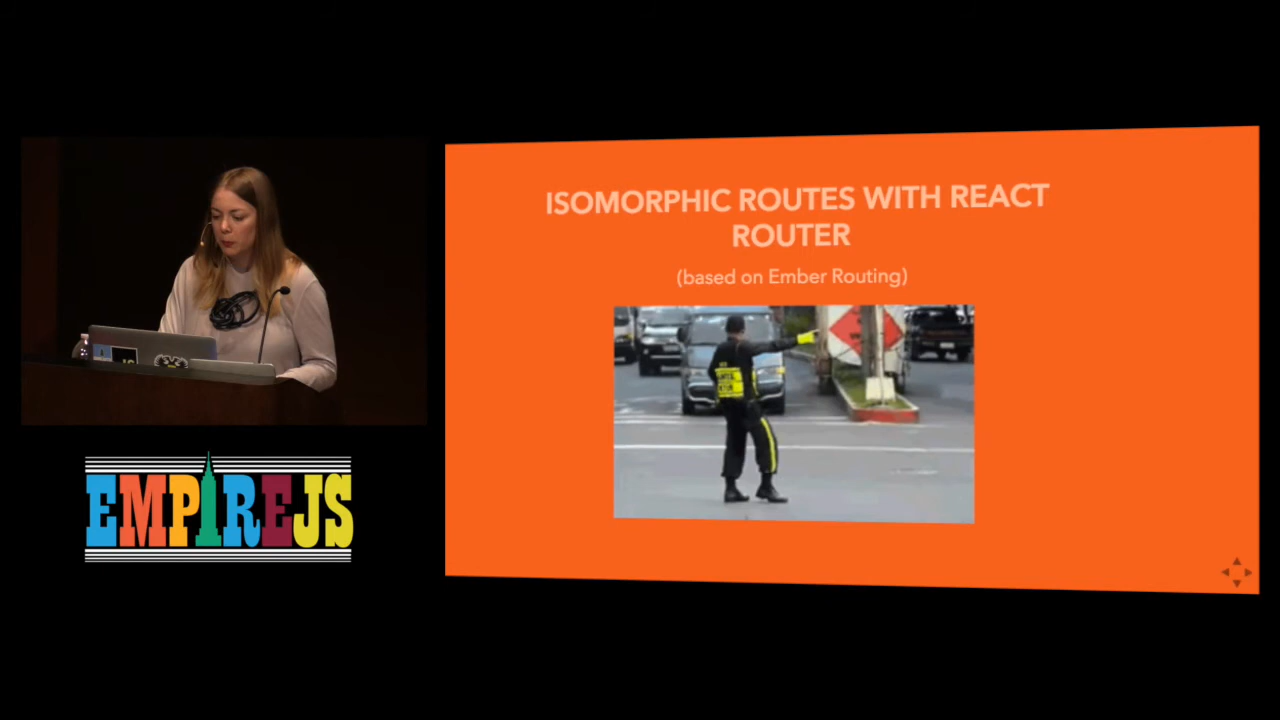 ISOMORPHIC ROUTES WITH REACT
ROUTER
(based on Ember Routing)
EMPIREJS